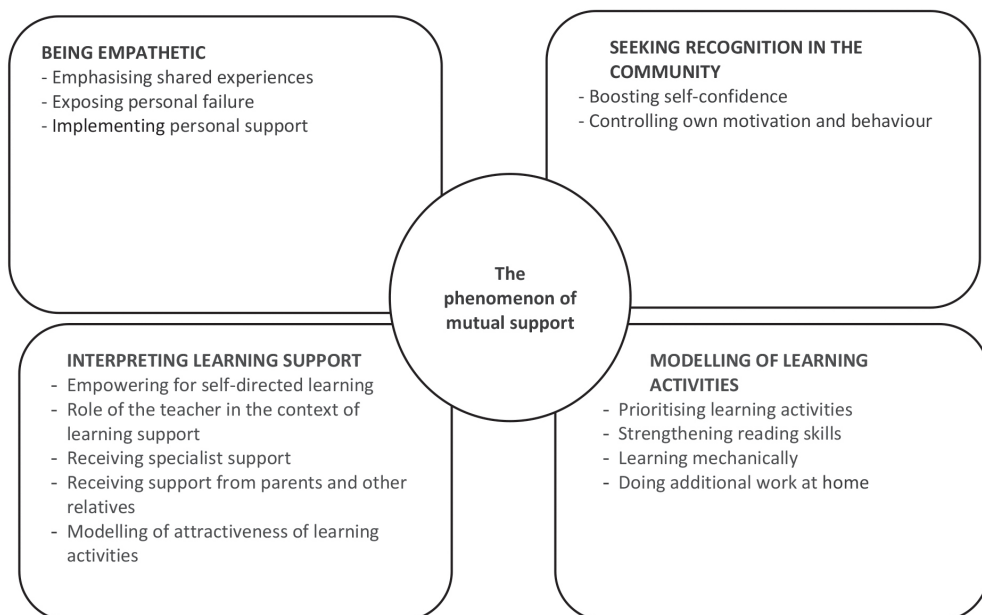 BEING EMPATHETIC
- Emphasising shared experiences
- Exposing personal failure
- Implementing personal support
SEEKING RECOGNITION IN THE
COMMUNITY
- Boosting self-confidence
- Controlling own motivation and behaviour
The
phenomenon of
mutual support
INTERPRETING LEARNING SUPPORT
- Empowering for self-directed learning
- Role of the teacher in the context of
learning support
- Receiving specialist support
- Receiving support from parents and other
relatives
- Modelling of attractiveness of learning
activities
MODELLING OF LEARNING
ACTIVITIES
- Prioritising learning activities
- Strengthening reading skills
- Learning mechanically
- Doing additional work at home